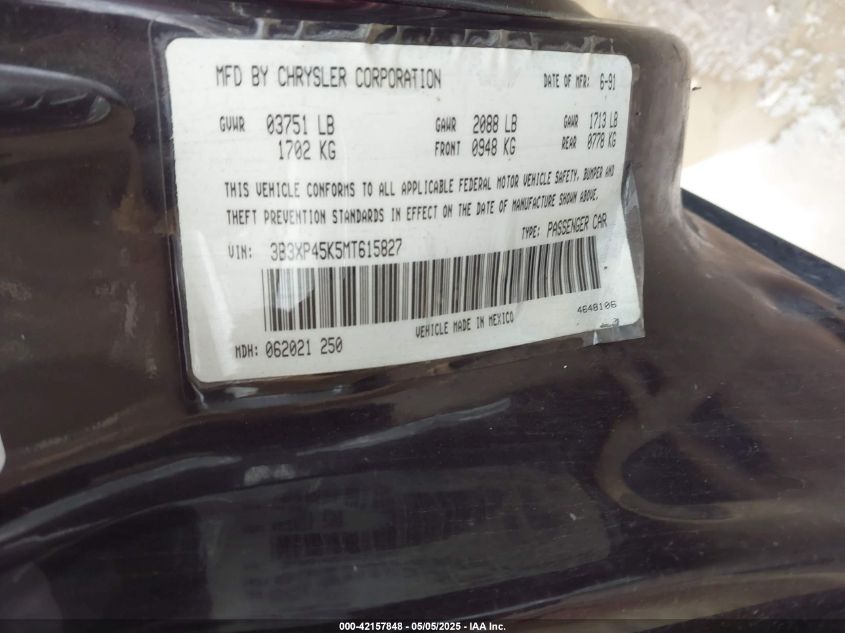 MFD BY CHRYSLER CORPORATION DATE OF MFR: 6-91
GVWR 03751 LB GAWR 2088 LB GAWR 1713 LB
1702 KG FRONT 0948 KG REAR 0778 KG
THIS VEHICLE CONFORMS TO ALL APPLICABLE FEDERAL MOTOR VEHICLE SAFETY, BUMPER AND
THEFT PREVENTION STANDARDS IN EFFECT ON THE DATE OF MANUFACTURE SHOWN ABOVE.
VIN: 3B3XP45K5MT615827 TYPE: PASSENGER CAR
VEHICLE MADE IN MEXICO 4648106
MDH: 062021 250
000-42157848 - 05/05/2025 - IAA Inc.